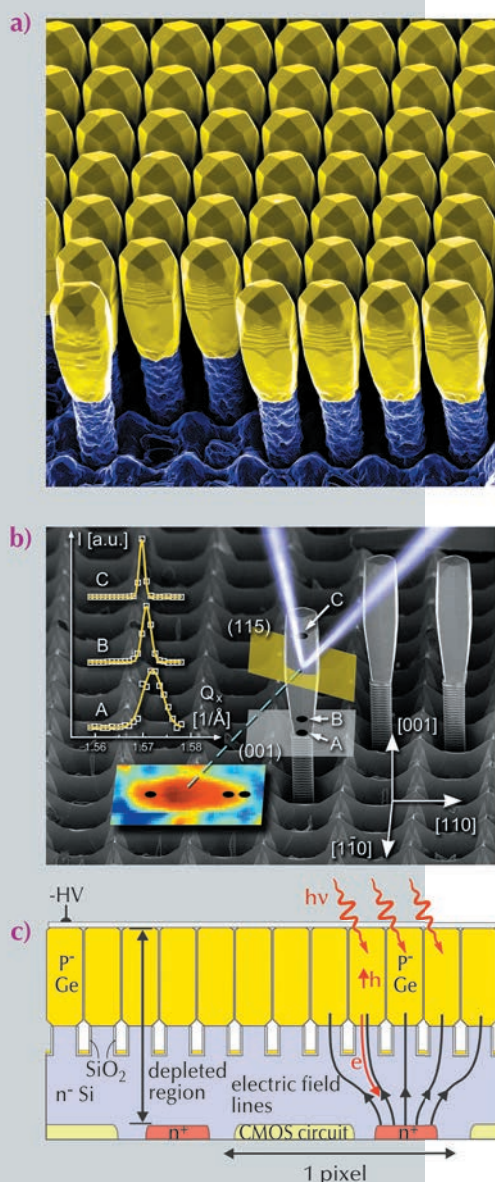 a)
b)
I [a.u.]
C
B
A
Qx
[1/Å]
-1.56 1.57 1.58
C
(115)
B
A
(001)
[001]
[110]
[11̄0]
-HV
c)
hν
P⁻
Ge
P⁻
Ge
h
SiO₂
n⁻ Si
depleted
region
electric field
lines
e
n⁺
CMOS circuit
n⁺
1 pixel